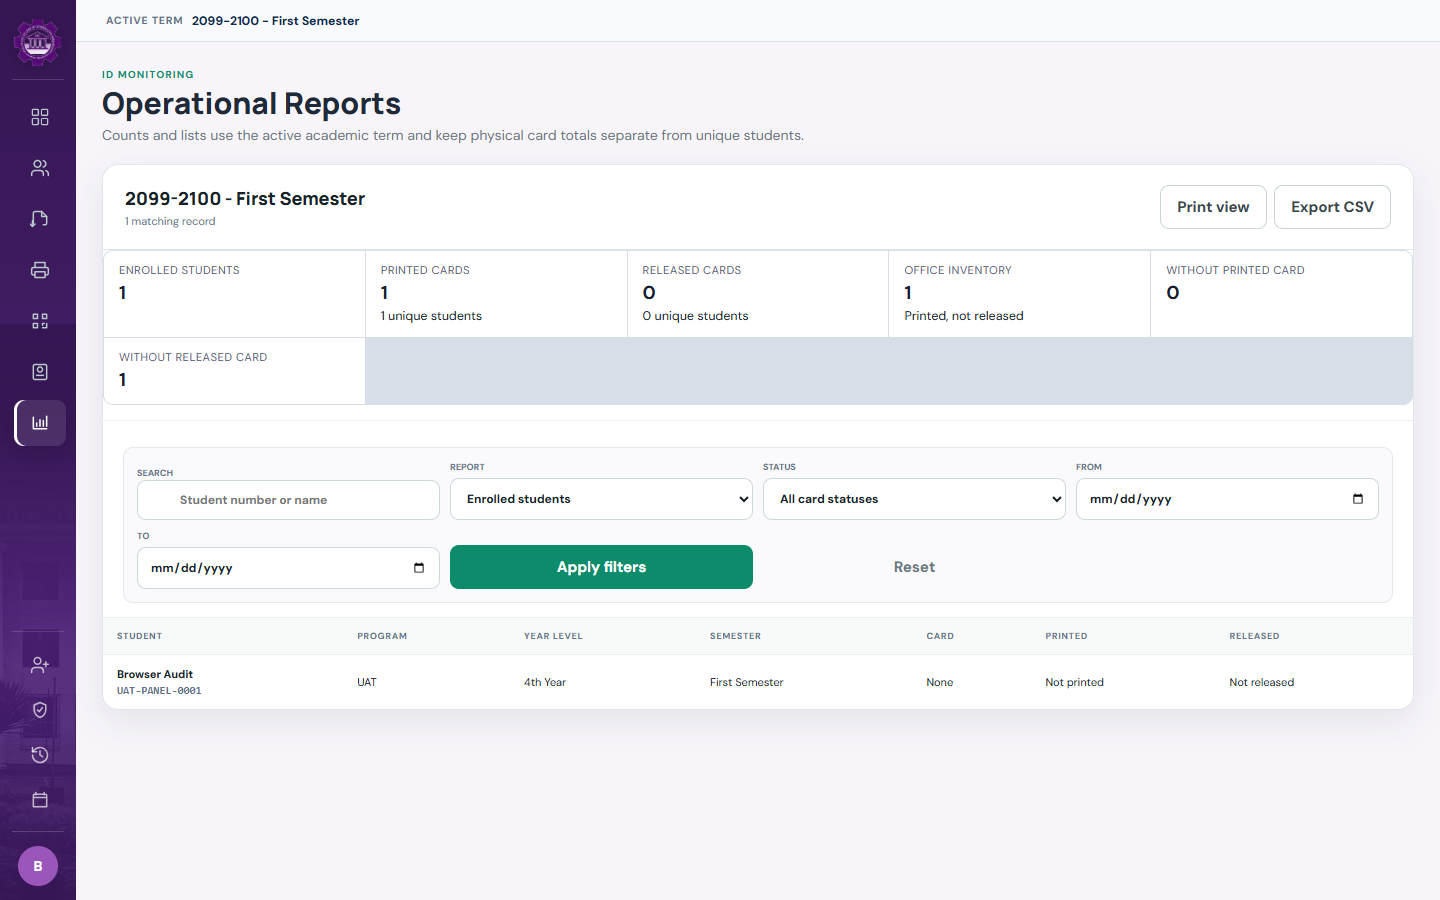 ACTIVE TERM 2099-2100 - First Semester
ID MONITORING
Operational Reports
Counts and lists use the active academic term and keep physical card totals separate from unique students.
2099-2100 - First Semester
1 matching record
Print view
Export CSV
ENROLLED STUDENTS
1
PRINTED CARDS
1
1 unique students
RELEASED CARDS
0
0 unique students
OFFICE INVENTORY
1
Printed, not released
WITHOUT PRINTED CARD
0
WITHOUT RELEASED CARD
1
SEARCH
Student number or name
REPORT
Enrolled students
STATUS
All card statuses
FROM
mm/dd/yyyy
TO
mm/dd/yyyy
Apply filters
Reset
STUDENT PROGRAM YEAR LEVEL SEMESTER CARD PRINTED RELEASED
Browser Audit UAT 4th Year First Semester None Not printed Not released
UAT-PANEL-0001
B